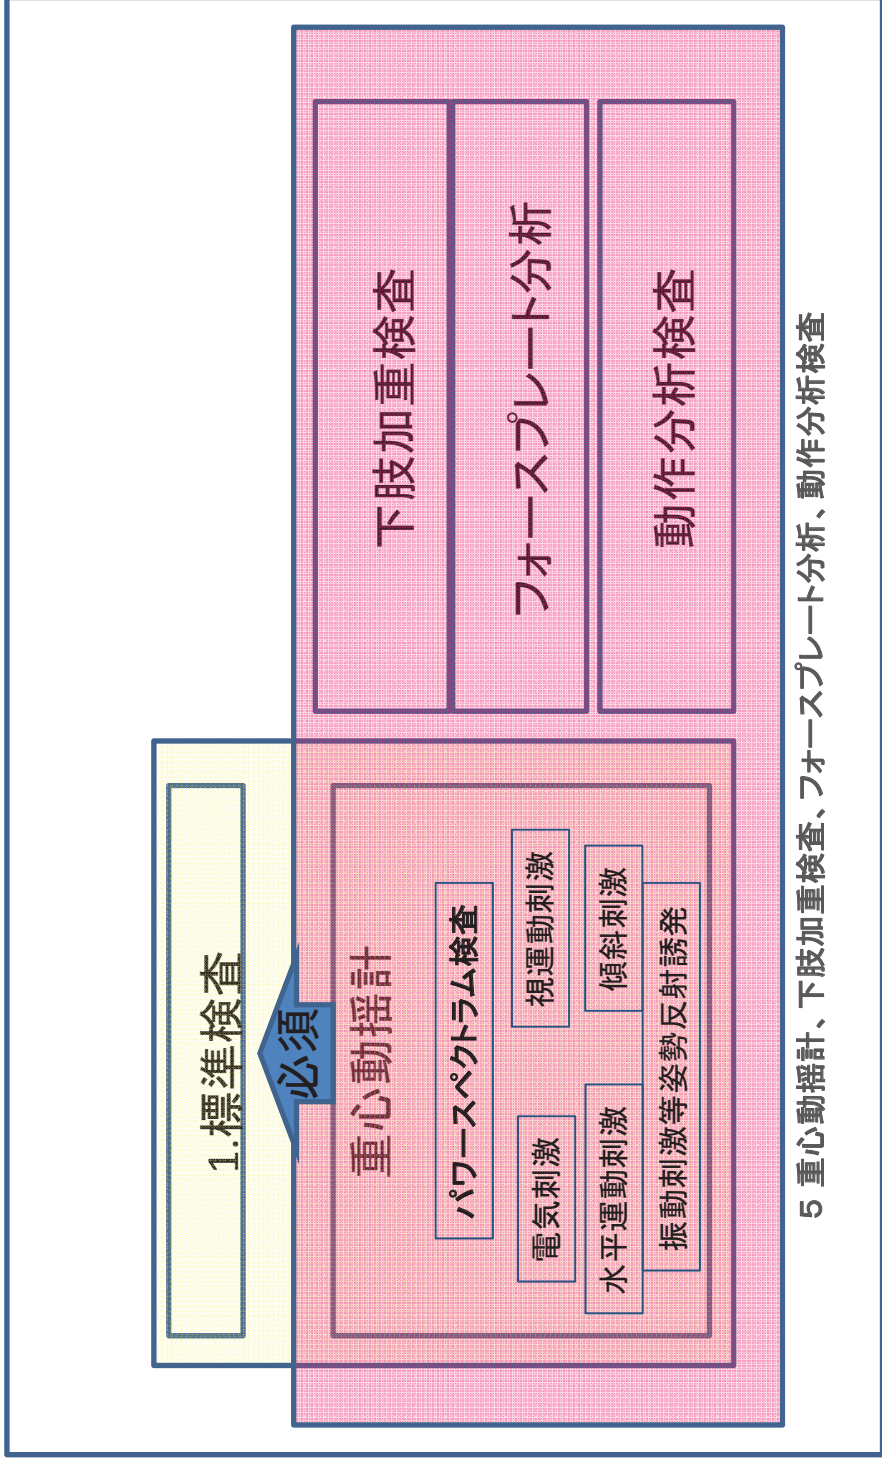 1.標準検査
必須
重心動揺計
パワースペクトラム検査
電気刺激
視運動刺激
水平運動刺激
傾斜刺激
振動刺激等姿勢反射誘発
下肢加重検査
フォースプレート分析
動作分析検査
5 重心動揺計、下肢加重検査、フォースプレート分析、動作分析検査